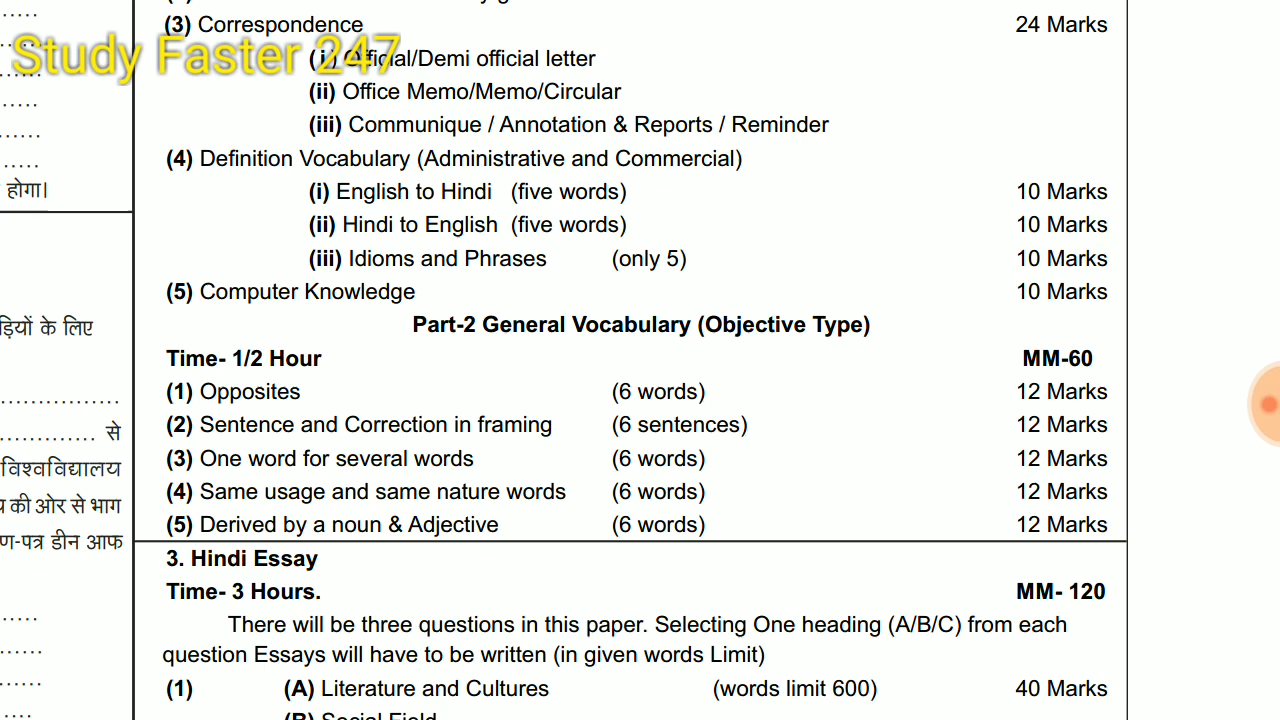 (3) Correspondence 24 Marks
Study Faster 247
(i) Official/Demi official letter
(ii) Office Memo/Memo/Circular
(iii) Communique / Annotation & Reports / Reminder
(4) Definition Vocabulary (Administrative and Commercial)
होगा।
(i) English to Hindi (five words) 10 Marks
(ii) Hindi to English (five words) 10 Marks
(iii) Idioms and Phrases (only 5) 10 Marks
(5) Computer Knowledge 10 Marks
के लिए
Part-2 General Vocabulary (Objective Type)
Time- 1/2 Hour MM-60
(1) Opposites (6 words) 12 Marks
से
(2) Sentence and Correction in framing (6 sentences) 12 Marks
विश्वविद्यालय
(3) One word for several words (6 words) 12 Marks
की ओर से भाग
(4) Same usage and same nature words (6 words) 12 Marks
(5) Derived by a noun & Adjective (6 words) 12 Marks
डीन आफ
3. Hindi Essay
Time- 3 Hours. MM- 120
There will be three questions in this paper. Selecting One heading (A/B/C) from each
question Essays will have to be written (in given words Limit)
(1) (A) Literature and Cultures (words limit 600) 40 Marks
(B) Social Field